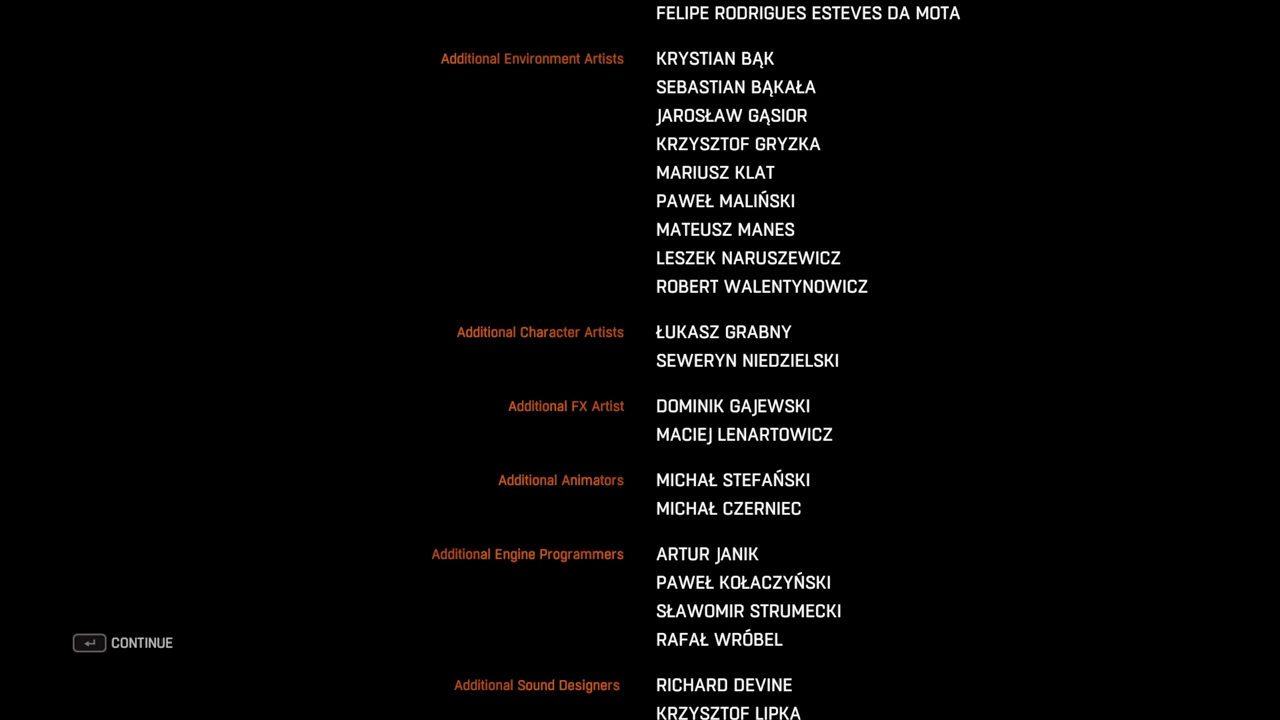 FELIPE RODRIGUES ESTEVES DA MOTA
Additional Environment Artists KRYSTIAN BĄK
SEBASTIAN BĄKAŁA
JAROSŁAW GĄSIOR
KRZYSZTOF GRYZKA
MARIUSZ KLAT
PAWEŁ MALIŃSKI
MATEUSZ MANES
LESZEK NARUSZEWICZ
ROBERT WALENTYNOWICZ
Additional Character Artists ŁUKASZ GRABNY
SEWERYN NIEDZIELSKI
Additional FX Artist DOMINIK GAJEWSKI
MACIEJ LENARTOWICZ
Additional Animators MICHAŁ STEFAŃSKI
MICHAŁ CZERNIEC
Additional Engine Programmers ARTUR JANIK
PAWEŁ KOŁACZYŃSKI
SŁAWOMIR STRUMECKI
RAFAŁ WRÓBEL
CONTINUE
Additional Sound Designers RICHARD DEVINE
KRZYSZTOF LIPKA